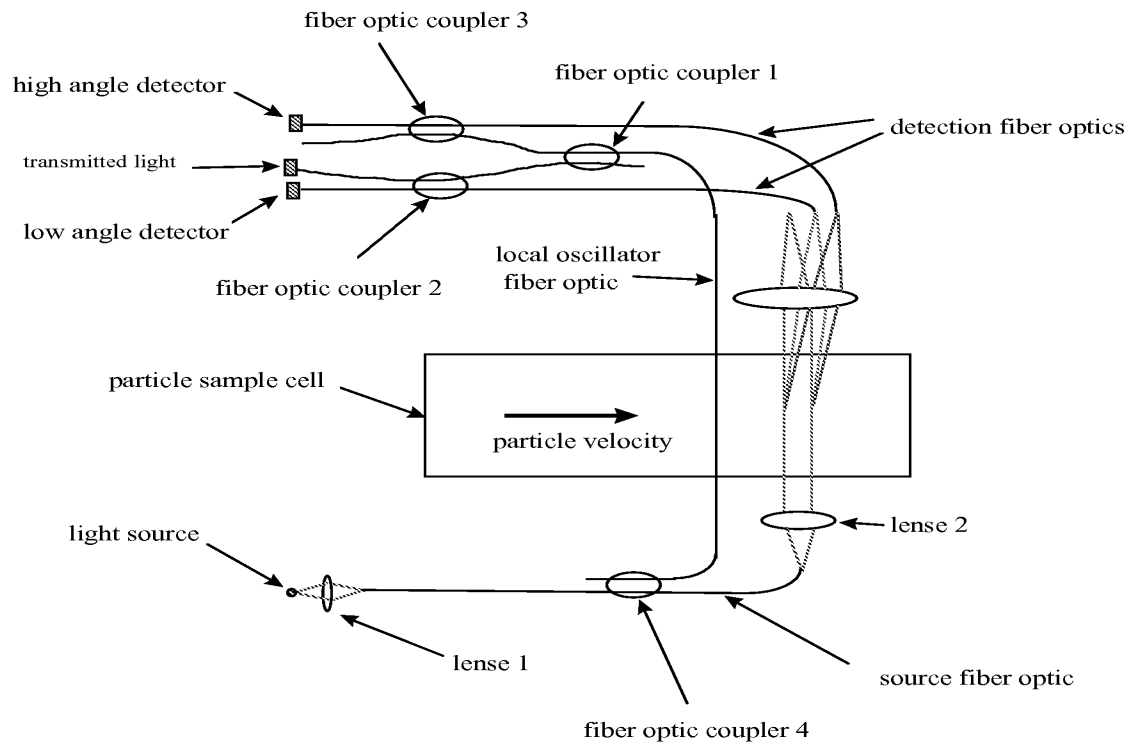 fiber optic coupler 3
fiber optic coupler 1
high angle detector
detection fiber optics
transmitted light
low angle detector
local oscillator
fiber optic
fiber optic coupler 2
particle sample cell
particle velocity
lense 2
light source
lense 1
source fiber optic
fiber optic coupler 4